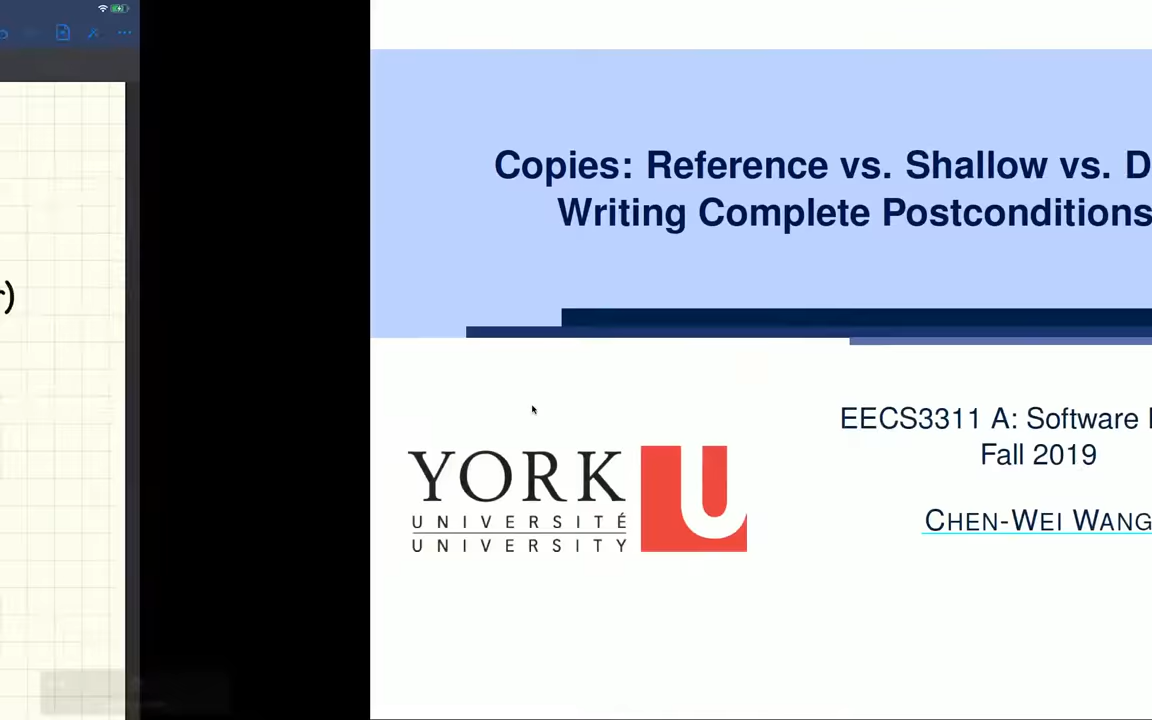 r)
Copies: Reference vs. Shallow vs. D
Writing Complete Postconditions
EECS3311 A: Software
Fall 2019
CHEN-WEI WANG
YORK
UNIVERSITÉ
UNIVERSITY
U